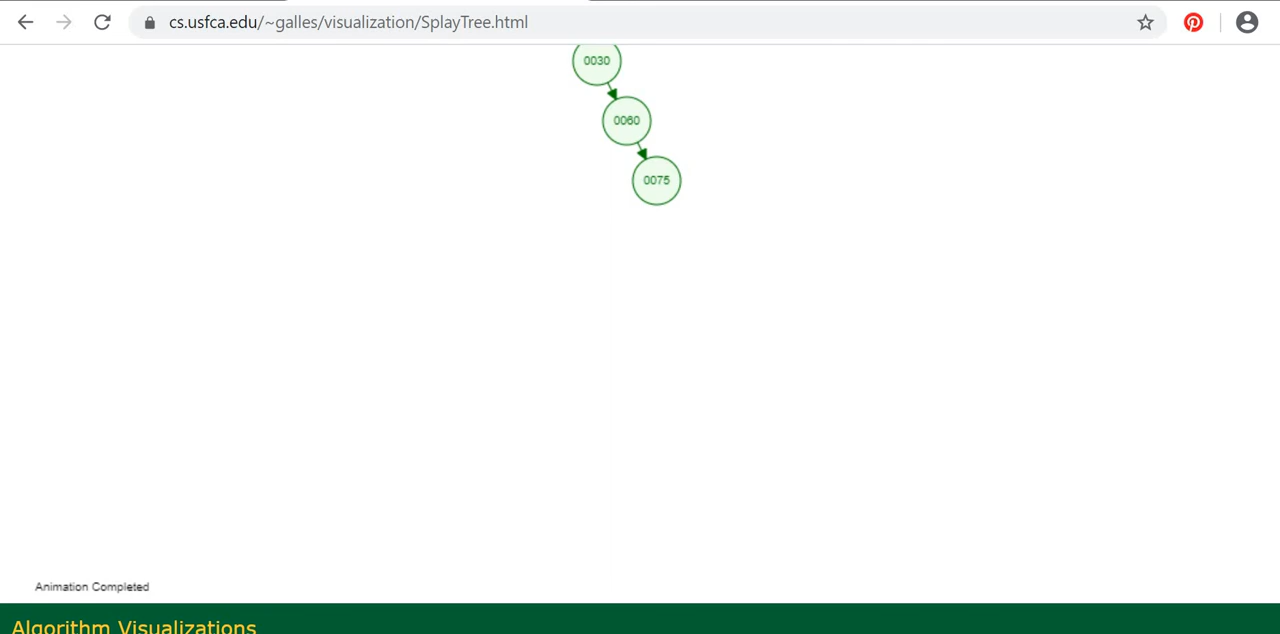 cs.usfca.edu/~galles/visualization/SplayTree.html
0030
0060
0075
Animation Completed
Algorithm Visualizations